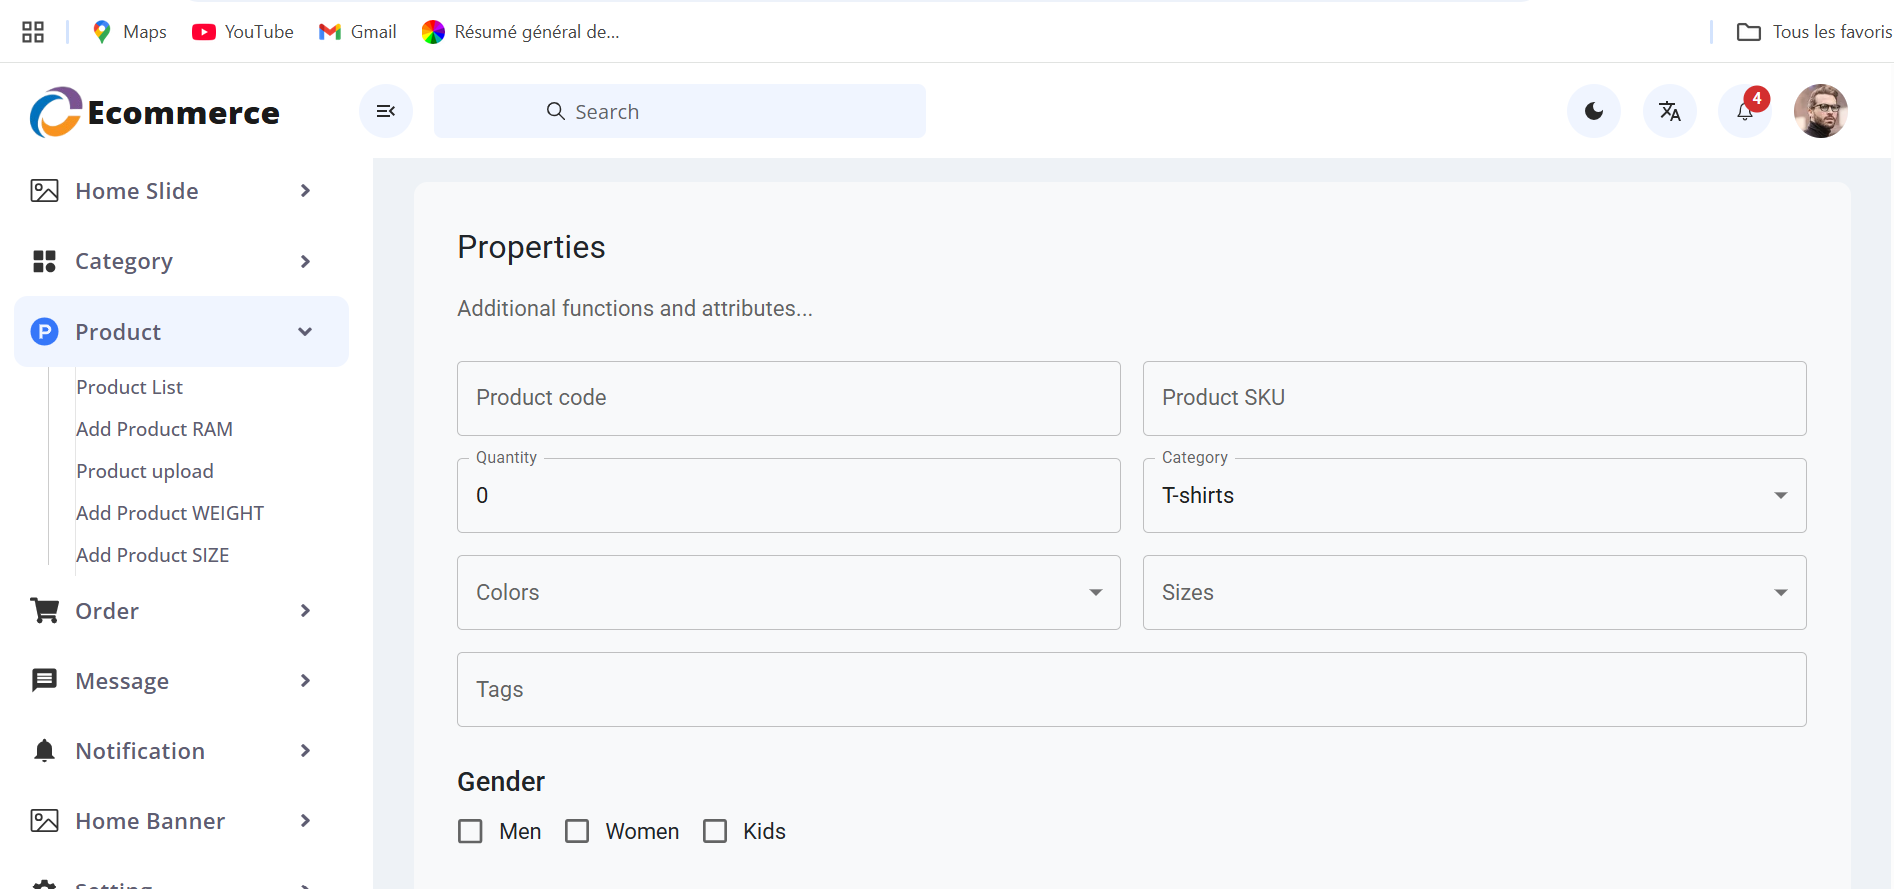 Maps YouTube Gmail Résumé général de... Tous les favoris
Ecommerce Search 4
Home Slide
Category
P Product
Product List
Add Product RAM
Product upload
Add Product WEIGHT
Add Product SIZE
Order
Message
Notification
Home Banner
Setting
Properties
Additional functions and attributes...
Product code Product SKU
Quantity Category
0 T-shirts
Colors Sizes
Tags
Gender
Men Women Kids